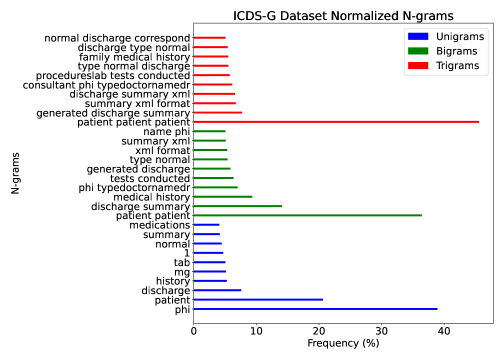 ICDS-G Dataset Normalized N-grams
Unigrams
Bigrams
Trigrams
N-grams
normal discharge correspond
discharge type normal
family medical history
type normal discharge
procedureslab tests conducted
consultant phi typedoctornamedr
discharge summary xml
summary xml format
generated discharge summary
patient patient patient
name phi
summary xml
xml format
type normal
generated discharge
tests conducted
phi typedoctornamedr
medical history
discharge summary
patient patient
medications
summary
normal
1
tab
mg
history
discharge
patient
phi
0 10 20 30 40
Frequency (%)